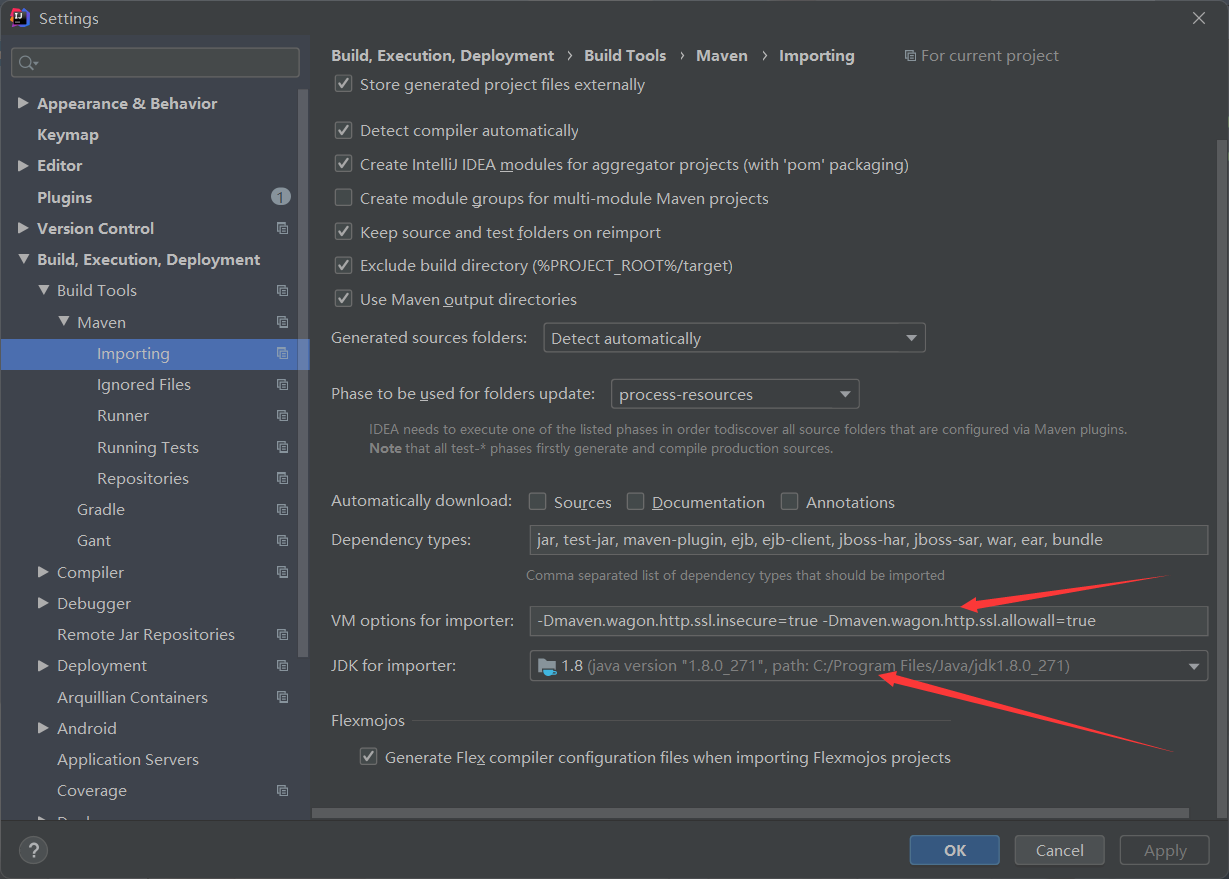 Settings
Appearance & Behavior
Keymap
Editor
Plugins 1
Version Control
Build, Execution, Deployment
Build Tools
Maven
Importing
Ignored Files
Runner
Running Tests
Repositories
Gradle
Gant
Compiler
Debugger
Remote Jar Repositories
Deployment
Arquillian Containers
Android
Application Servers
Coverage
Build, Execution, Deployment › Build Tools › Maven › Importing For current project
Store generated project files externally
Detect compiler automatically
Create IntelliJ IDEA modules for aggregator projects (with 'pom' packaging)
Create module groups for multi-module Maven projects
Keep source and test folders on reimport
Exclude build directory (%PROJECT_ROOT%/target)
Use Maven output directories
Generated sources folders: Detect automatically
Phase to be used for folders update: process-resources
IDEA needs to execute one of the listed phases in order todiscover all source folders that are configured via Maven plugins.
Note that all test-* phases firstly generate and compile production sources.
Automatically download: Sources Documentation Annotations
Dependency types: jar, test-jar, maven-plugin, ejb, ejb-client, jboss-har, jboss-sar, war, ear, bundle
Comma separated list of dependency types that should be imported
VM options for importer: -Dmaven.wagon.http.ssl.insecure=true -Dmaven.wagon.http.ssl.allowall=true
JDK for importer: 1.8 (java version "1.8.0_271", path: C:/Program Files/Java/jdk1.8.0_271)
Flexmojos
Generate Flex compiler configuration files when importing Flexmojos projects
? OK Cancel Apply